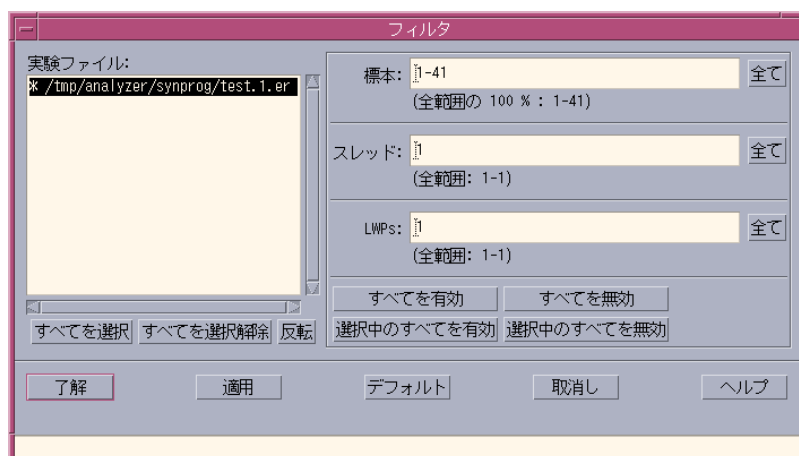 フィルタ
実験ファイル:
* /tmp/analyzer/synprog/test.1.er
標本: 1-41 全て
(全範囲の 100 % : 1-41)
スレッド: 1 全て
(全範囲: 1-1)
LWPs: 1 全て
(全範囲: 1-1)
すべてを有効 すべてを無効
選択中のすべてを有効 選択中のすべてを無効
すべてを選択 すべてを選択解除 反転
了解 適用 デフォルト 取消し ヘルプ